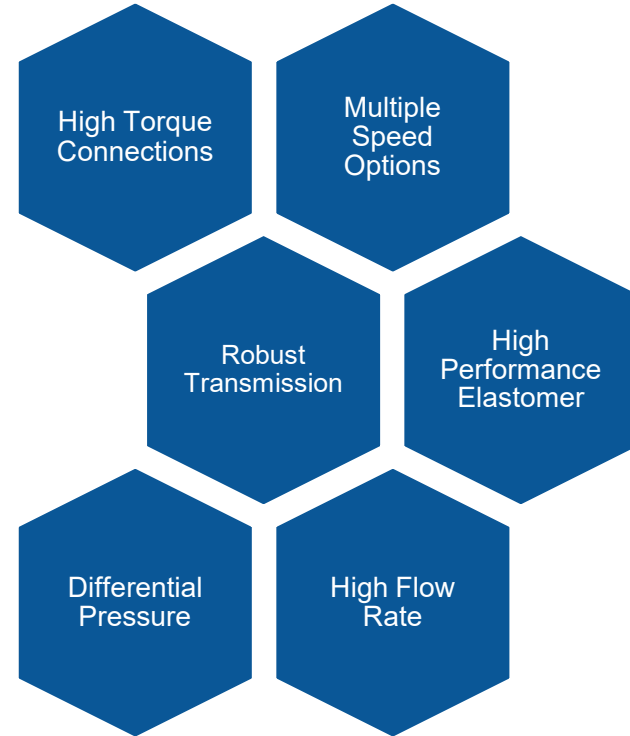 High Torque
Connections
Multiple
Speed
Options
Robust
Transmission
High
Performance
Elastomer
Differential
Pressure
High Flow
Rate